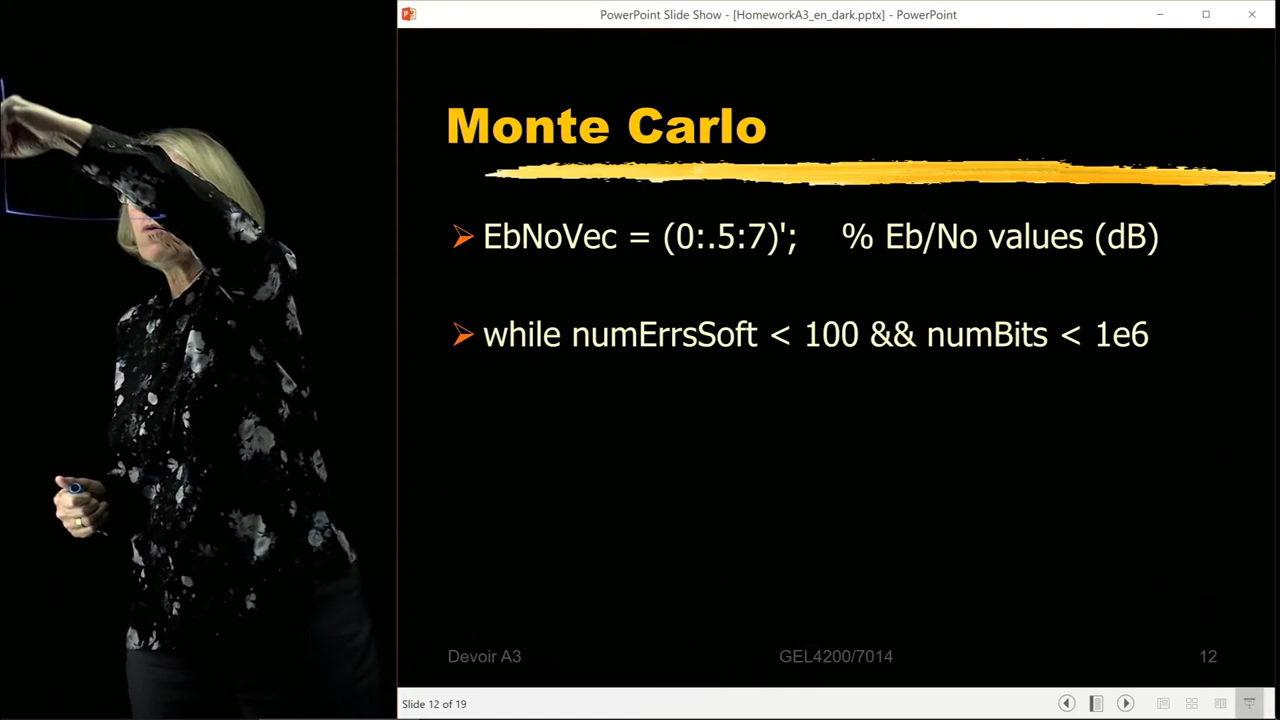 PowerPoint Slide Show - [HomeworkA3_en_dark.pptx] - PowerPoint
Monte Carlo
EbNoVec = (0:.5:7)'; % Eb/No values (dB)
while numErrsSoft < 100 && numBits < 1e6
Devoir A3 GEL4200/7014 12
Slide 12 of 19